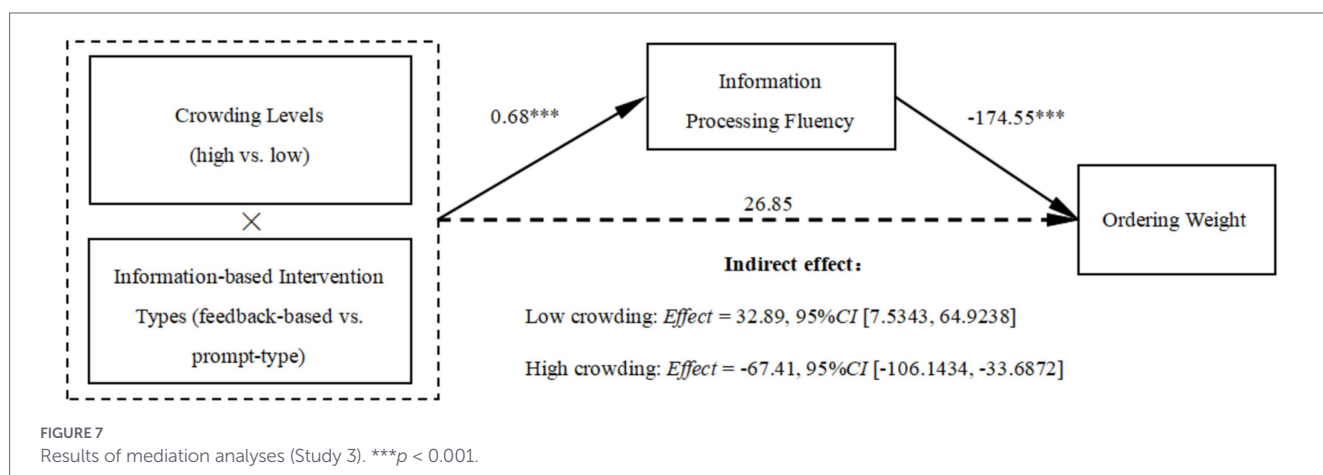 Crowding Levels
(high vs. low)
×
Information-based Intervention
Types (feedback-based vs.
prompt-type)
0.68***
Information
Processing Fluency
-174.55***
26.85
Ordering Weight
Indirect effect：
Low crowding: Effect = 32.89, 95%CI [7.5343, 64.9238]
High crowding: Effect = -67.41, 95%CI [-106.1434, -33.6872]
FIGURE 7
Results of mediation analyses (Study 3). ***p < 0.001.